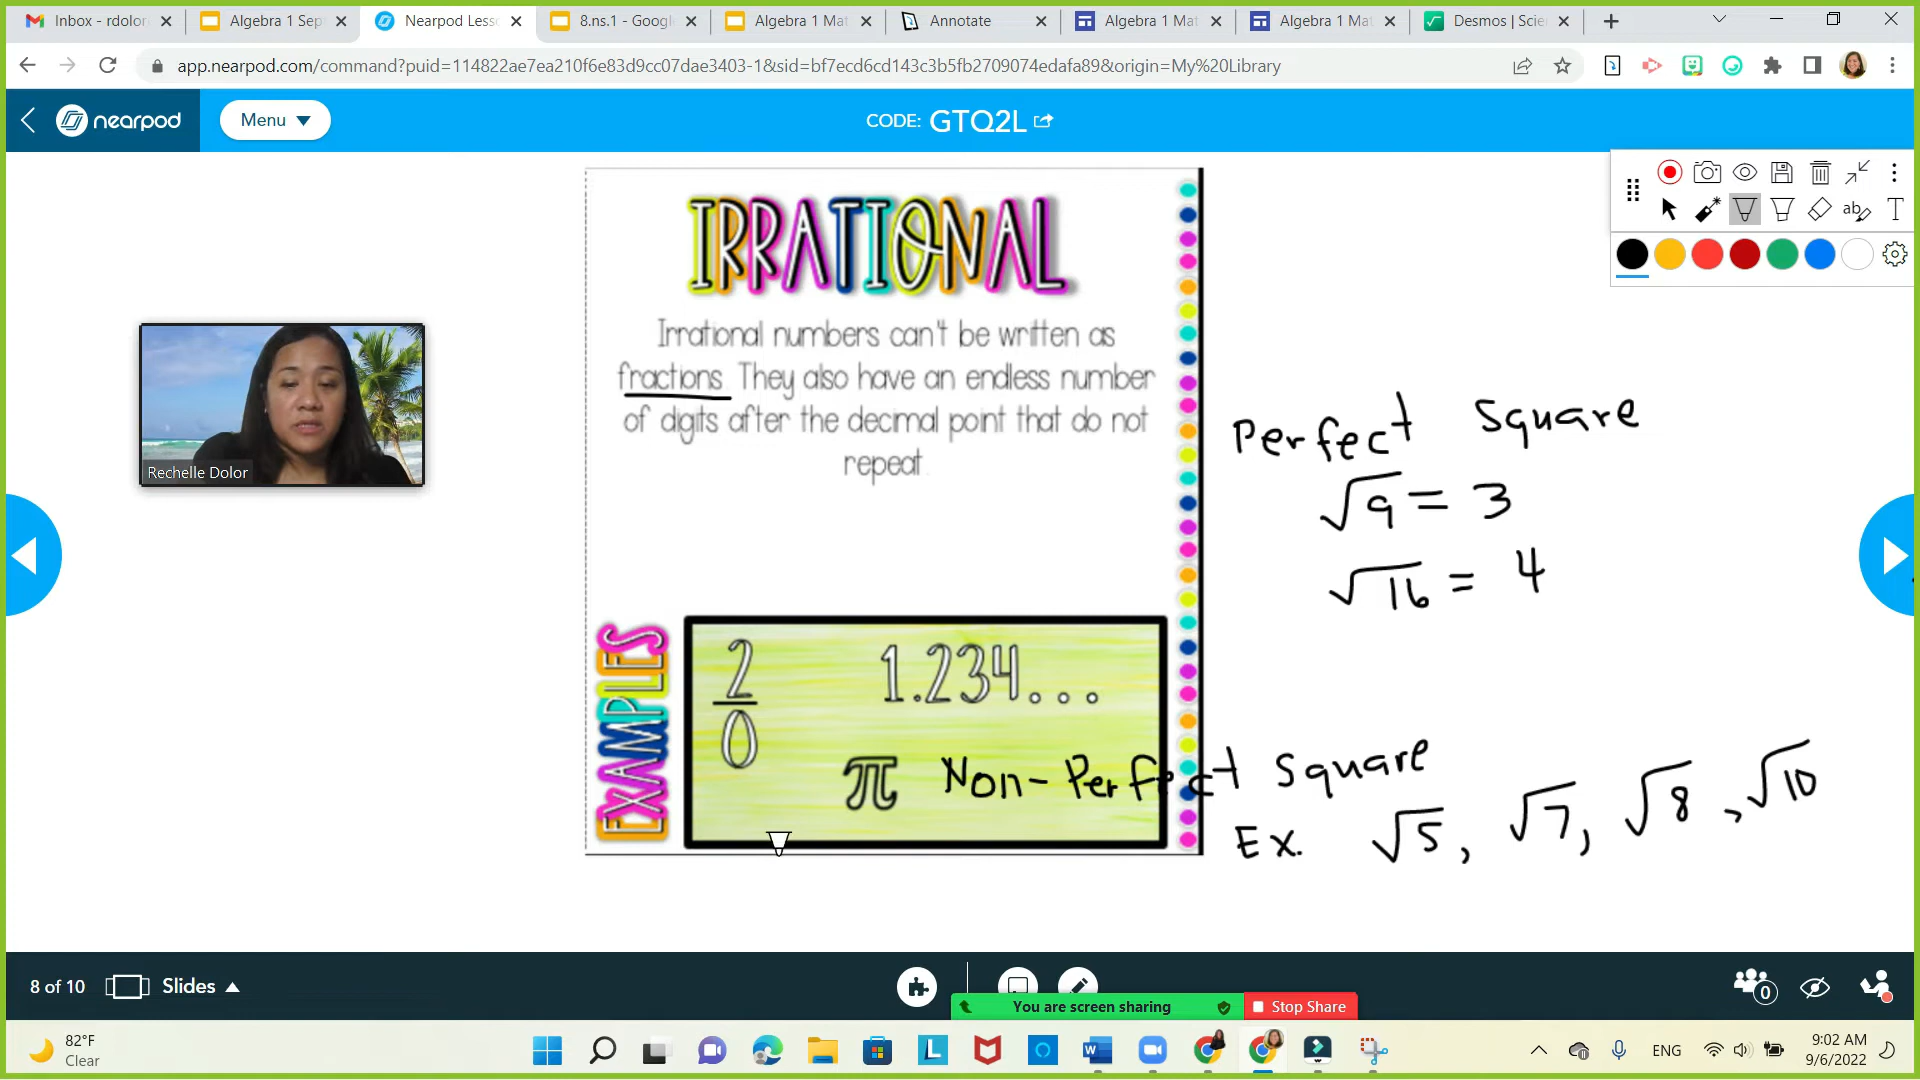 Inbox - rdolor
Algebra 1 Sep
Nearpod Less
8.ns.1 - Google
Algebra 1 Mat
Annotate
Algebra 1 Mat
Algebra 1 Mat
Desmos | Scie
app.nearpod.com/command?puid=114822ae7ea210f6e83d9cc07dae3403-1&sid=bf7ecd6cd143c3b5fb2709074edafa89&origin=My%20Library
nearpod
Menu
CODE: GTQ2L
ab
T
IRRATIONAL
Irrational numbers can't be written as
fractions. They also have an endless number
of digits after the decimal point that do not
repeat.
Rechelle Dolor
Perfect Square
√9 = 3
√16 = 4
EXAMPLES
2/0
1.234...
π
Non-Perfect Square
Ex. √5, √7, √8, √10
8 of 10
Slides
0
You are screen sharing
Stop Share
82°F
Clear
ENG
9:02 AM
9/6/2022